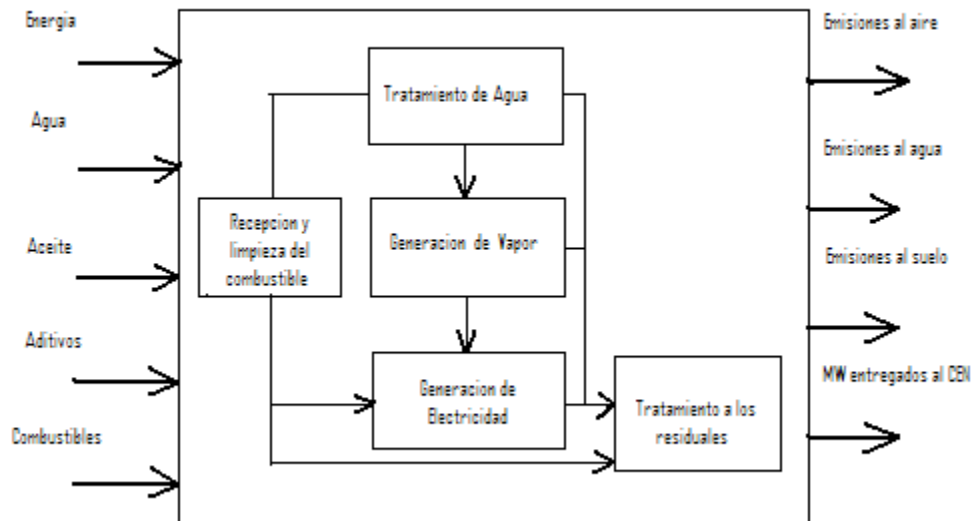 Energia
Agua
Aceite
Aditivos
Combustibles
Tratamiento de Agua
Recepcion y
limpieza del
combustible
Generacion de Vapor
Generacion de
Electricidad
Tratamiento a los
residuales
Emisiones al aire
Emisiones al agua
Emisiones al suelo
MW entregados al CEN